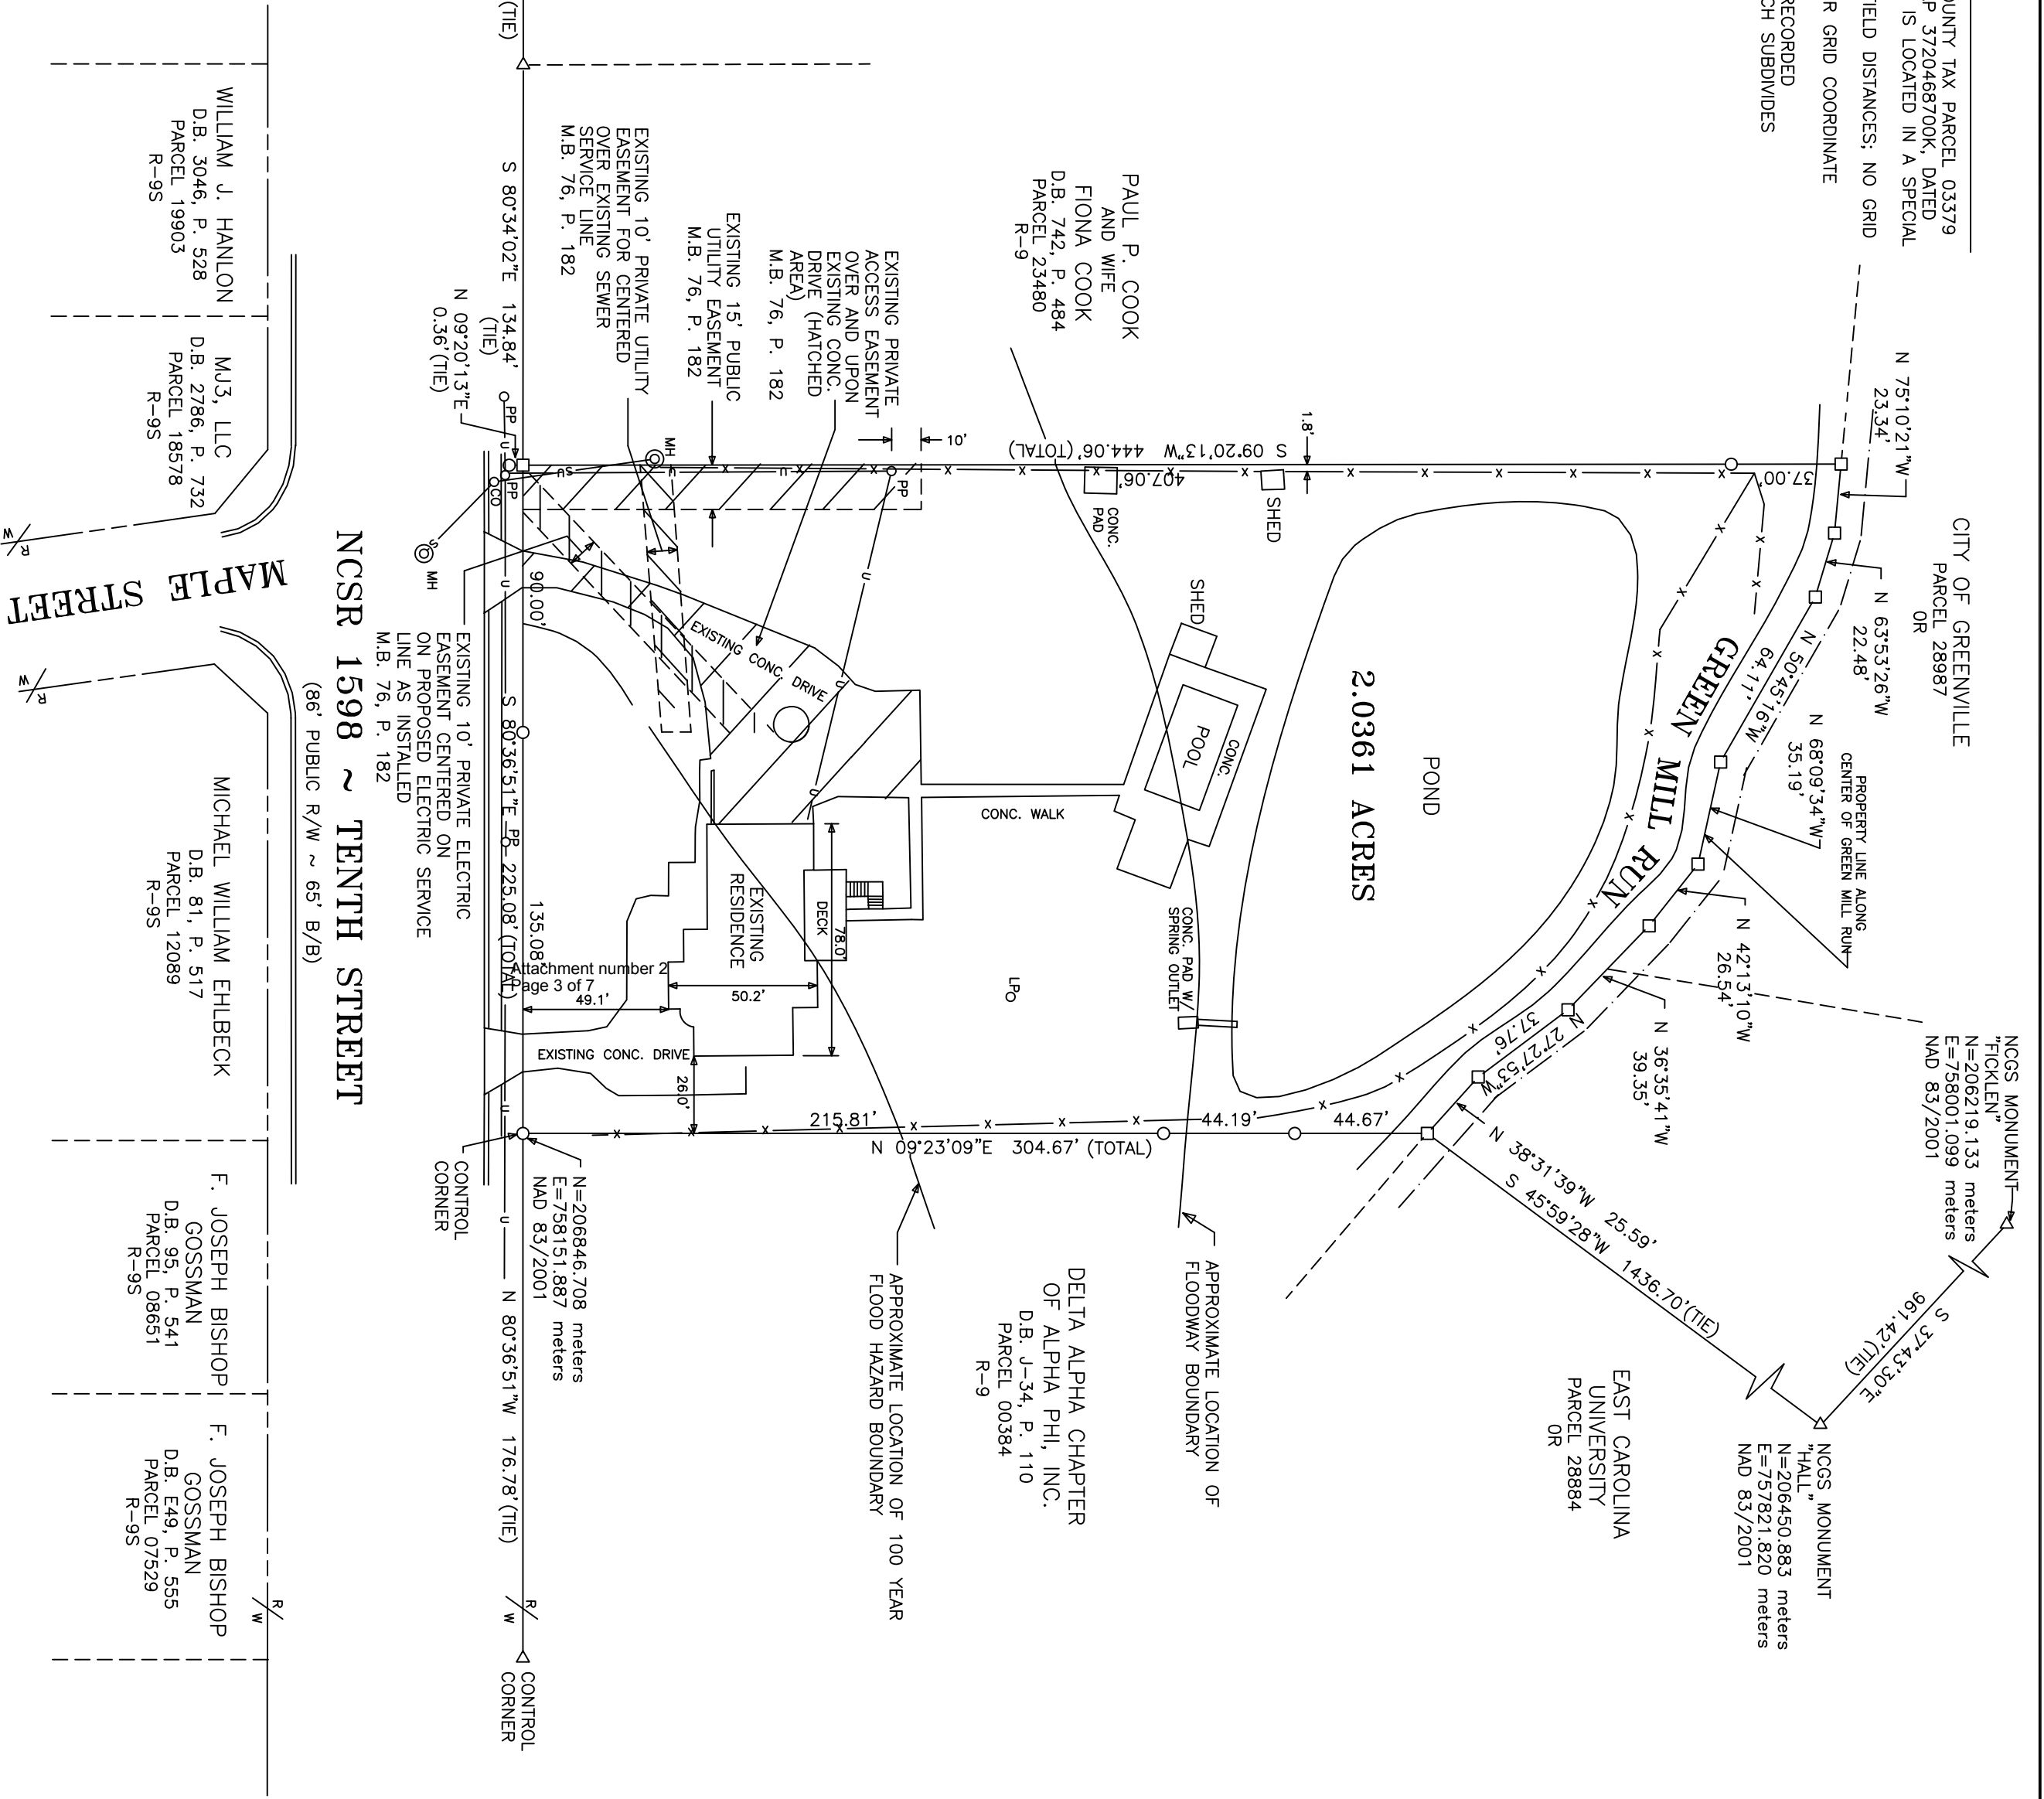 OUNTY TAX PARCEL 03379
P 3720468700K, DATED
IS LOCATED IN A SPECIAL
IELD DISTANCES; NO GRID
R GRID COORDINATE
RECORDED
CH SUBDIVIDES
N 75°10'21"W
23.34'
CITY OF GREENVILLE
PARCEL 28987
OR
N 63°53'26"W
22.48'
N 50°45'16"W
64.11'
N 68°09'34"W
35.19'
PROPERTY LINE ALONG
CENTER OF GREEN MILL RUN
N 42°13'10"W
26.54'
N 36°35'41"W
39.35'
N 27°27'53"W
37.76'
N 38°31'39"W 25.59'
S 45°59'28"W 1436.70'(TIE)
NCGS MONUMENT
"FICKLEN"
N=206219.133 meters
E=758001.099 meters
NAD 83/2001
S 37°43'30"E
961.42'(TIE)
NCGS MONUMENT
"HALL"
N=206450.883 meters
E=757821.820 meters
NAD 83/2001
EAST CAROLINA
UNIVERSITY
PARCEL 28884
OR
GREEN MILL RUN
POND
2.0361 ACRES
37.00'
S 09°20'13"W 444.06' (TOTAL)
407.06'
1.8'
SHED
CONC.
PAD
SHED
POOL
CONC.
CONC. WALK
CONC. PAD W/
SPRING OUTLET
LP
44.67'
44.19'
215.81'
N 09°23'09"E 304.67' (TOTAL)
APPROXIMATE LOCATION OF
FLOODWAY BOUNDARY
DELTA ALPHA CHAPTER
OF ALPHA PHI, INC.
D.B. J-34, P. 110
PARCEL 00384
R-9
APPROXIMATE LOCATION OF 100 YEAR
FLOOD HAZARD BOUNDARY
PAUL P. COOK
AND WIFE
FIONA COOK
D.B. 742, P. 484
PARCEL 23480
R-9
10'
EXISTING PRIVATE
ACCESS EASEMENT
OVER AND UPON
EXISTING CONC.
DRIVE (HATCHED
AREA)
M.B. 76, P. 182
EXISTING 15' PUBLIC
UTILITY EASEMENT
M.B. 76, P. 182
EXISTING 10' PRIVATE UTILITY
EASEMENT FOR CENTERED
OVER EXISTING SEWER
SERVICE LINE
M.B. 76, P. 182
PP
MH
EXISTING CONC. DRIVE
DECK
78.0'
EXISTING
RESIDENCE
50.2'
49.1'
26.0'
EXISTING CONC. DRIVE
Attachment number 2
Page 3 of 7
(TIE)
S 80°34'02"E 134.84'
(TIE)
N 09°20'13"E
0.36'(TIE)
PP
PP
CO
S
MH
90.00'
135.08'
S 80°36'51"E
PP
225.08' (TOTAL)
N=206846.708 meters
E=758151.887 meters
NAD 83/2001
CONTROL
CORNER
N 80°36'51"W 176.78'(TIE)
R
W
CONTROL
CORNER
EXISTING 10' PRIVATE ELECTRIC
EASEMENT CENTERED ON
ON PROPOSED ELECTRIC SERVICE
LINE AS INSTALLED
M.B. 76, P. 182
NCSR 1598 ~ TENTH STREET
(86' PUBLIC R/W ~ 65' B/B)
MAPLE STREET
R
W
R
W
WILLIAM J. HANLON
D.B. 3046, P. 528
PARCEL 19903
R-9S
MJ3, LLC
D.B. 2786, P. 732
PARCEL 18578
R-9S
MICHAEL WILLIAM EHLBECK
D.B. 81, P. 517
PARCEL 12089
R-9S
F. JOSEPH BISHOP
GOSSMAN
D.B. 95, P. 541
PARCEL 08651
R-9S
F. JOSEPH BISHOP
GOSSMAN
D.B. E49, P. 555
PARCEL 07529
R-9S
R
W